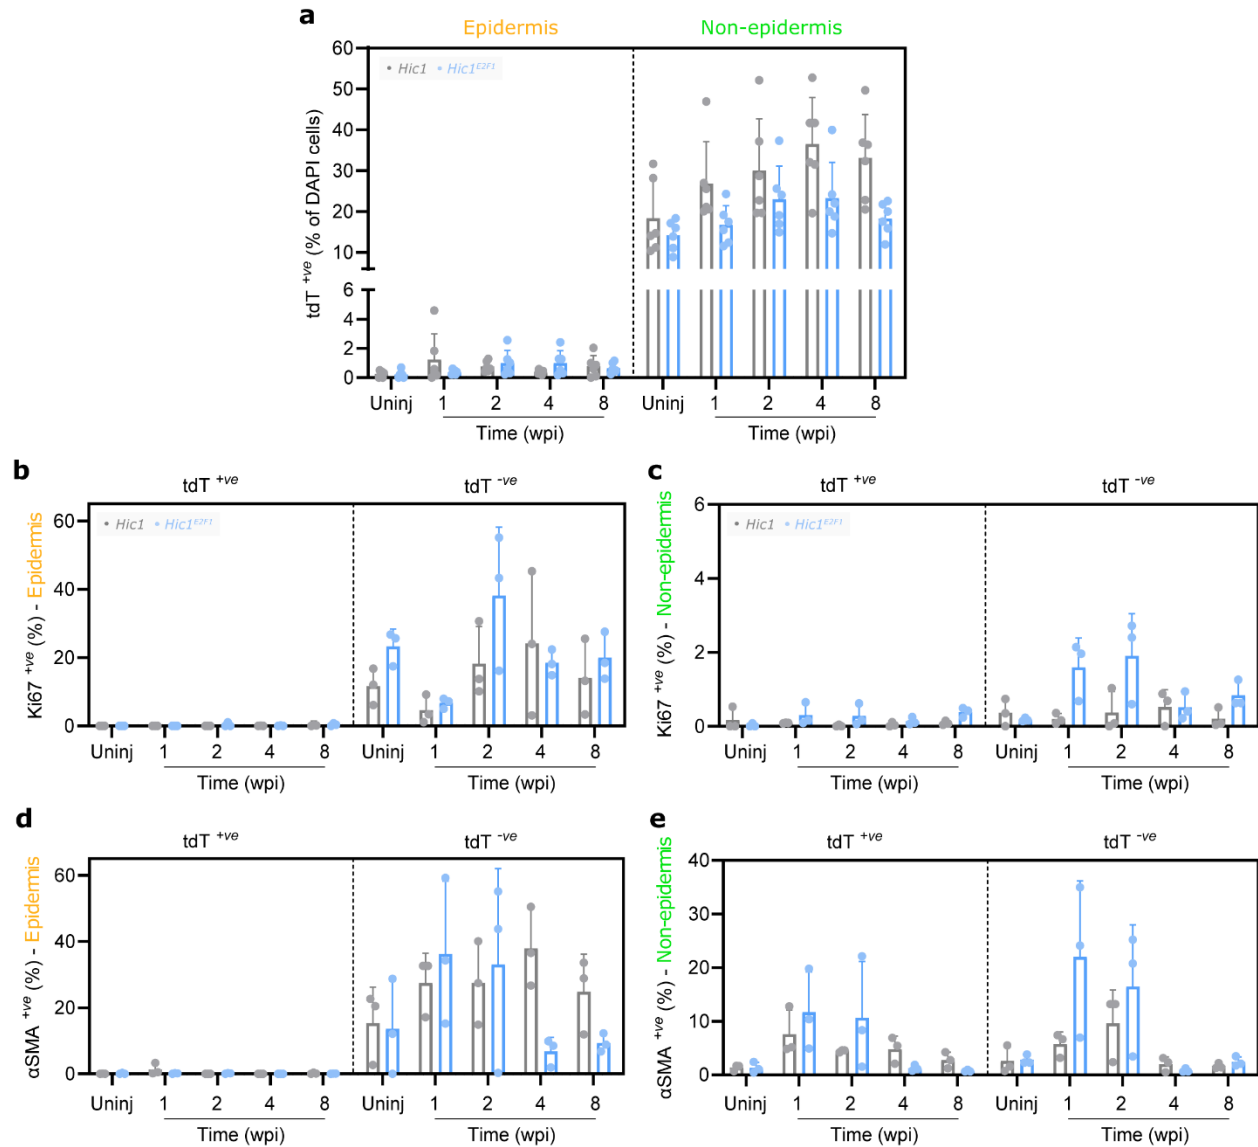 a
Epidermis Non-epidermis
Hic1 Hic1^E2F1
tdT +ve (% of DAPI cells)
60
50
40
30
20
10
6
4
2
0
Uninj 1 2 4 8 Uninj 1 2 4 8
Time (wpi) Time (wpi)
b
tdT +ve tdT -ve
Hic1 Hic1^E2F1
Ki67 +ve (%) - Epidermis
60
40
20
0
Uninj 1 2 4 8 Uninj 1 2 4 8
Time (wpi) Time (wpi)
c
tdT +ve tdT -ve
Hic1 Hic1^E2F1
Ki67 +ve (%) - Non-epidermis
6
4
2
0
Uninj 1 2 4 8 Uninj 1 2 4 8
Time (wpi) Time (wpi)
d
tdT +ve tdT -ve
αSMA +ve (%) - Epidermis
60
40
20
0
Uninj 1 2 4 8 Uninj 1 2 4 8
Time (wpi) Time (wpi)
e
tdT +ve tdT -ve
αSMA +ve (%) - Non-epidermis
40
30
20
10
0
Uninj 1 2 4 8 Uninj 1 2 4 8
Time (wpi) Time (wpi)